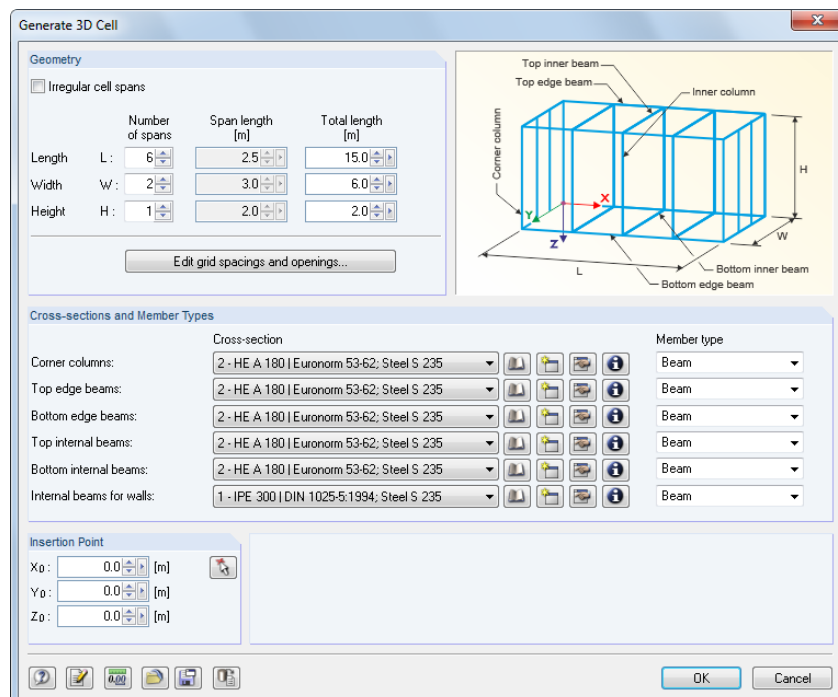 Generate 3D Cell
Geometry
Irregular cell spans
Number of spans
Span length [m]
Total length [m]
Length L : 6 2.5 15.0
Width W : 2 3.0 6.0
Height H : 1 2.0 2.0
Edit grid spacings and openings...
Top inner beam
Top edge beam
Inner column
Corner column
H
X
Y
Z
W
L
Bottom inner beam
Bottom edge beam
Cross-sections and Member Types
Cross-section Member type
Corner columns: 2 - HE A 180 | Euronorm 53-62; Steel S 235 Beam
Top edge beams: 2 - HE A 180 | Euronorm 53-62; Steel S 235 Beam
Bottom edge beams: 2 - HE A 180 | Euronorm 53-62; Steel S 235 Beam
Top internal beams: 2 - HE A 180 | Euronorm 53-62; Steel S 235 Beam
Bottom internal beams: 2 - HE A 180 | Euronorm 53-62; Steel S 235 Beam
Internal beams for walls: 1 - IPE 300 | DIN 1025-5:1994; Steel S 235 Beam
Insertion Point
X0 : 0.0 [m]
Y0 : 0.0 [m]
Z0 : 0.0 [m]
0.00
OK Cancel